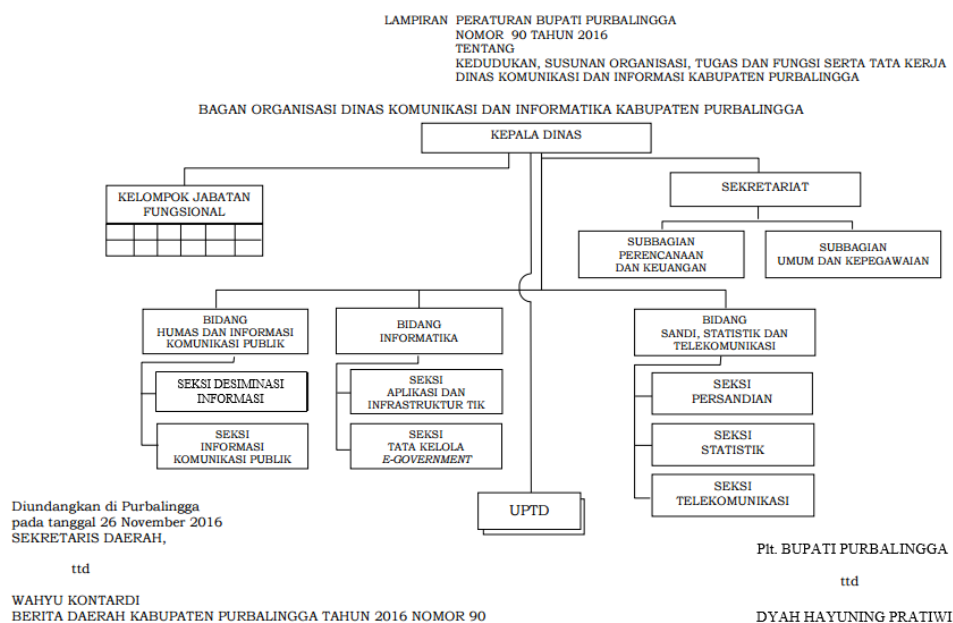 LAMPIRAN PERATURAN BUPATI PURBALINGGA
NOMOR 90 TAHUN 2016
TENTANG
KEDUDUKAN, SUSUNAN ORGANISASI, TUGAS DAN FUNGSI SERTA TATA KERJA
DINAS KOMUNIKASI DAN INFORMASI KABUPATEN PURBALINGGA
BAGAN ORGANISASI DINAS KOMUNIKASI DAN INFORMATIKA KABUPATEN PURBALINGGA
KEPALA DINAS
KELOMPOK JABATAN
FUNGSIONAL
SEKRETARIAT
SUBBAGIAN
PERENCANAAN
DAN KEUANGAN
SUBBAGIAN
UMUM DAN KEPEGAWAIAN
BIDANG
HUMAS DAN INFORMASI
KOMUNIKASI PUBLIK
BIDANG
INFORMATIKA
BIDANG
SANDI, STATISTIK DAN
TELEKOMUNIKASI
SEKSI DESIMINASI
INFORMASI
SEKSI
INFORMASI
KOMUNIKASI PUBLIK
SEKSI
APLIKASI DAN
INFRASTRUKTUR TIK
SEKSI
TATA KELOLA
E-GOVERNMENT
SEKSI
PERSANDIAN
SEKSI
STATISTIK
SEKSI
TELEKOMUNIKASI
UPTD
Diundangkan di Purbalingga
pada tanggal 26 November 2016
SEKRETARIS DAERAH,
ttd
WAHYU KONTARDI
BERITA DAERAH KABUPATEN PURBALINGGA TAHUN 2016 NOMOR 90
Plt. BUPATI PURBALINGGA
ttd
DYAH HAYUNING PRATIWI